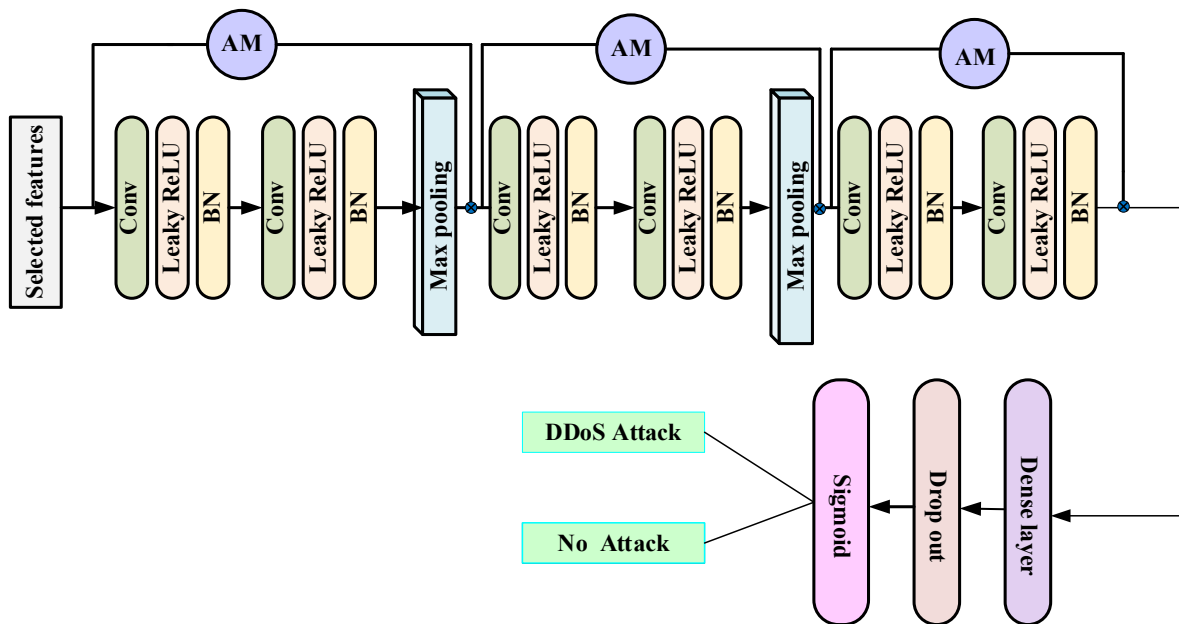 AM
AM
AM
Selected features
Conv
Leaky ReLU
BN
Conv
Leaky ReLU
BN
Max pooling
Conv
Leaky ReLU
BN
Conv
Leaky ReLU
BN
Max pooling
Conv
Leaky ReLU
BN
Conv
Leaky ReLU
BN
DDoS Attack
No Attack
Sigmoid
Drop out
Dense layer